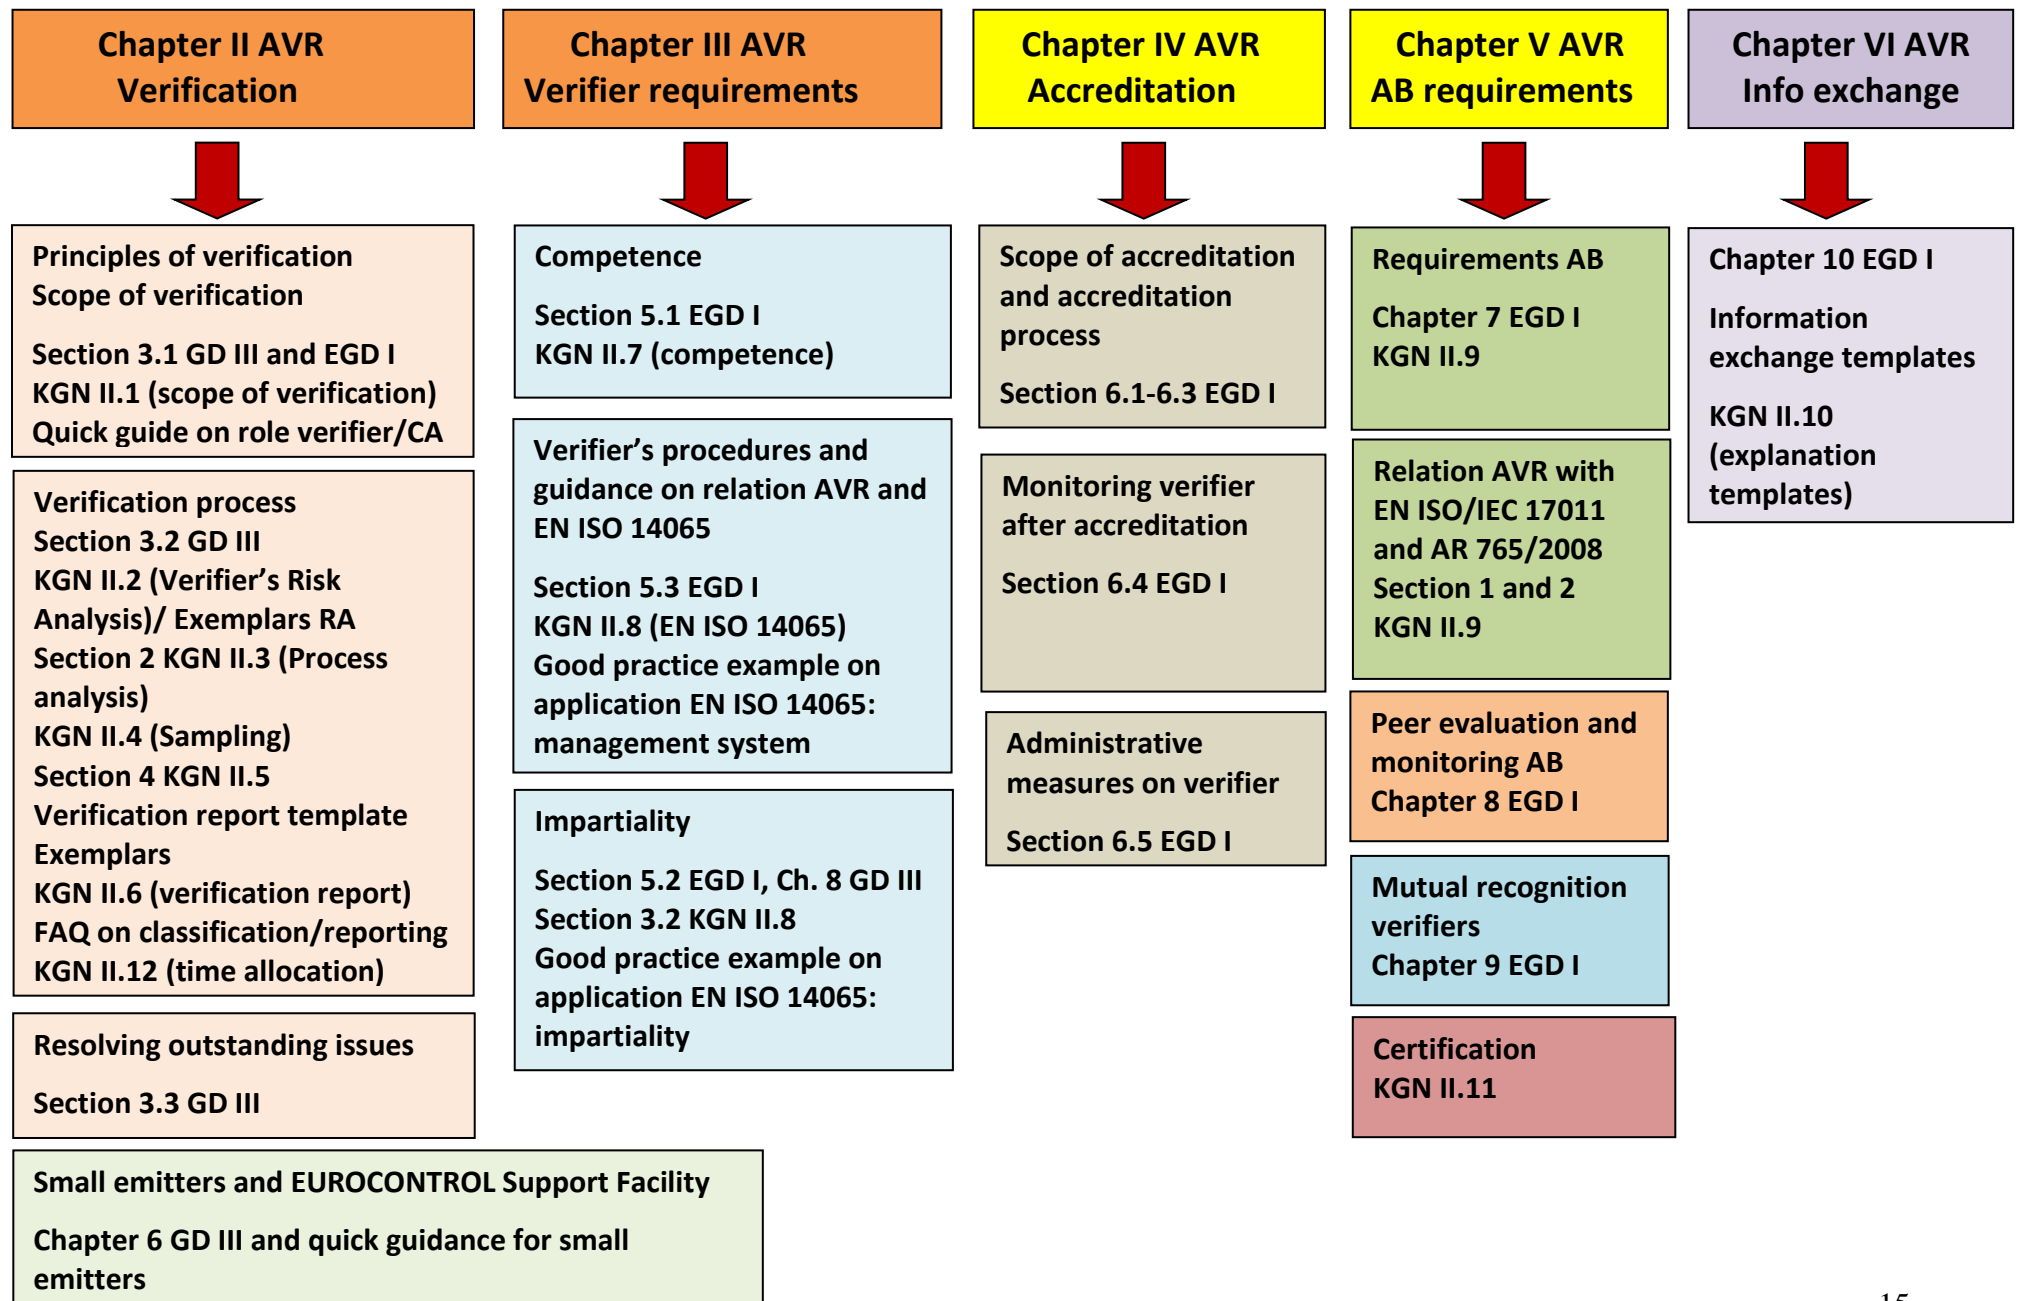 Chapter II AVR
Verification
Chapter III AVR
Verifier requirements
Chapter IV AVR
Accreditation
Chapter V AVR
AB requirements
Chapter VI AVR
Info exchange
Principles of verification
Scope of verification
Section 3.1 GD III and EGD I
KGN II.1 (scope of verification)
Quick guide on role verifier/CA
Verification process
Section 3.2 GD III
KGN II.2 (Verifier’s Risk
Analysis)/ Exemplars RA
Section 2 KGN II.3 (Process
analysis)
KGN II.4 (Sampling)
Section 4 KGN II.5
Verification report template
Exemplars
KGN II.6 (verification report)
FAQ on classification/reporting
KGN II.12 (time allocation)
Resolving outstanding issues
Section 3.3 GD III
Small emitters and EUROCONTROL Support Facility
Chapter 6 GD III and quick guidance for small
emitters
Competence
Section 5.1 EGD I
KGN II.7 (competence)
Verifier’s procedures and
guidance on relation AVR and
EN ISO 14065
Section 5.3 EGD I
KGN II.8 (EN ISO 14065)
Good practice example on
application EN ISO 14065:
management system
Impartiality
Section 5.2 EGD I, Ch. 8 GD III
Section 3.2 KGN II.8
Good practice example on
application EN ISO 14065:
impartiality
Scope of accreditation
and accreditation
process
Section 6.1-6.3 EGD I
Monitoring verifier
after accreditation
Section 6.4 EGD I
Administrative
measures on verifier
Section 6.5 EGD I
Requirements AB
Chapter 7 EGD I
KGN II.9
Relation AVR with
EN ISO/IEC 17011
and AR 765/2008
Section 1 and 2
KGN II.9
Peer evaluation and
monitoring AB
Chapter 8 EGD I
Mutual recognition
verifiers
Chapter 9 EGD I
Certification
KGN II.11
Chapter 10 EGD I
Information
exchange templates
KGN II.10
(explanation
templates)
15